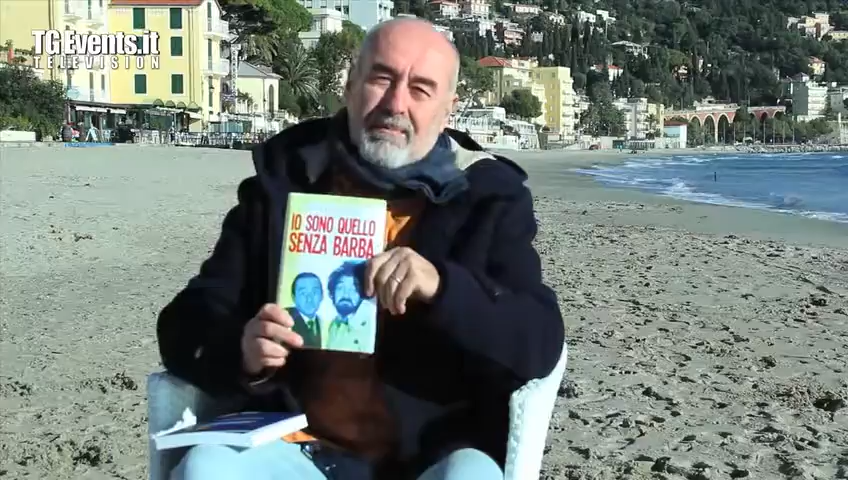 TGEvents.it
TELEVISION
IO SONO QUELLO
SENZA BARBA